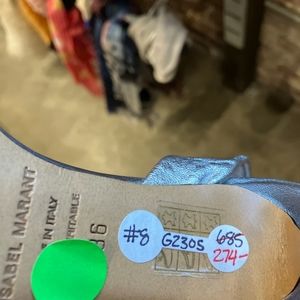 ISABEL MARANT
IN ITALY
36
#8
G230S
685
274-